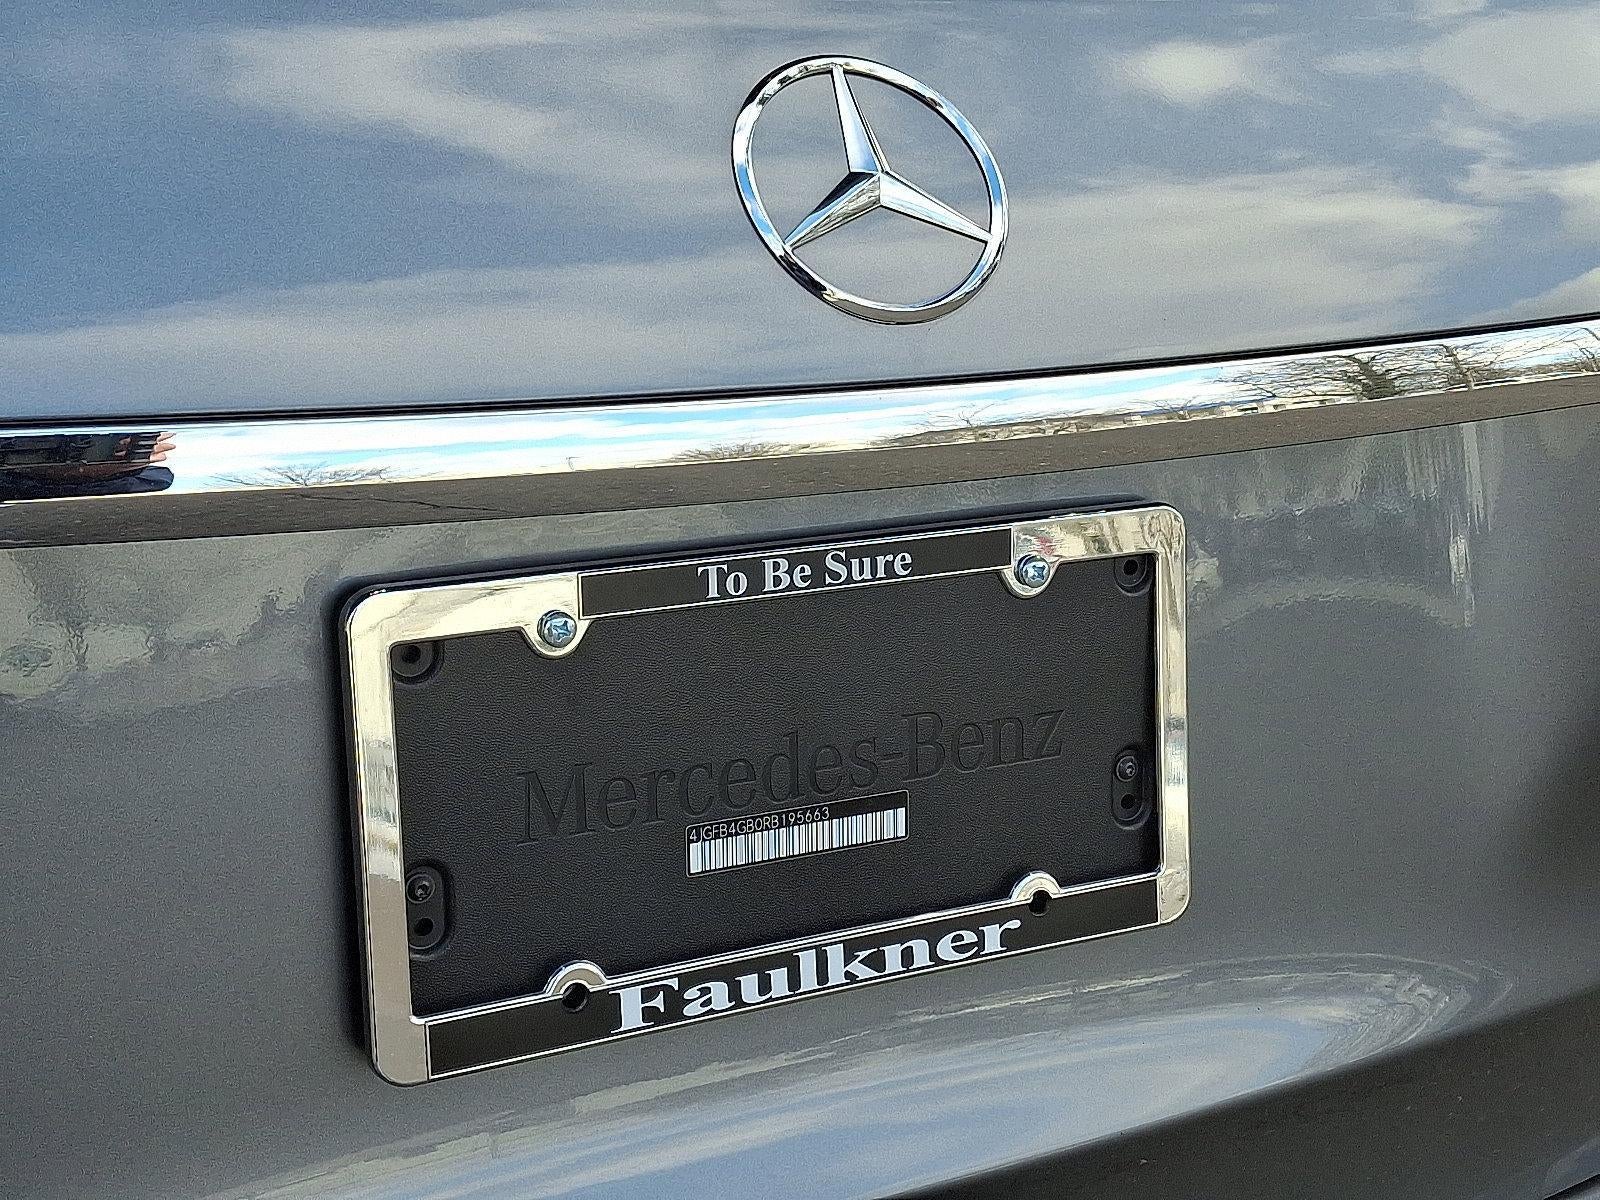 To Be Sure
Mercedes-Benz
4JGFB4GB0RB195663
Faulkner